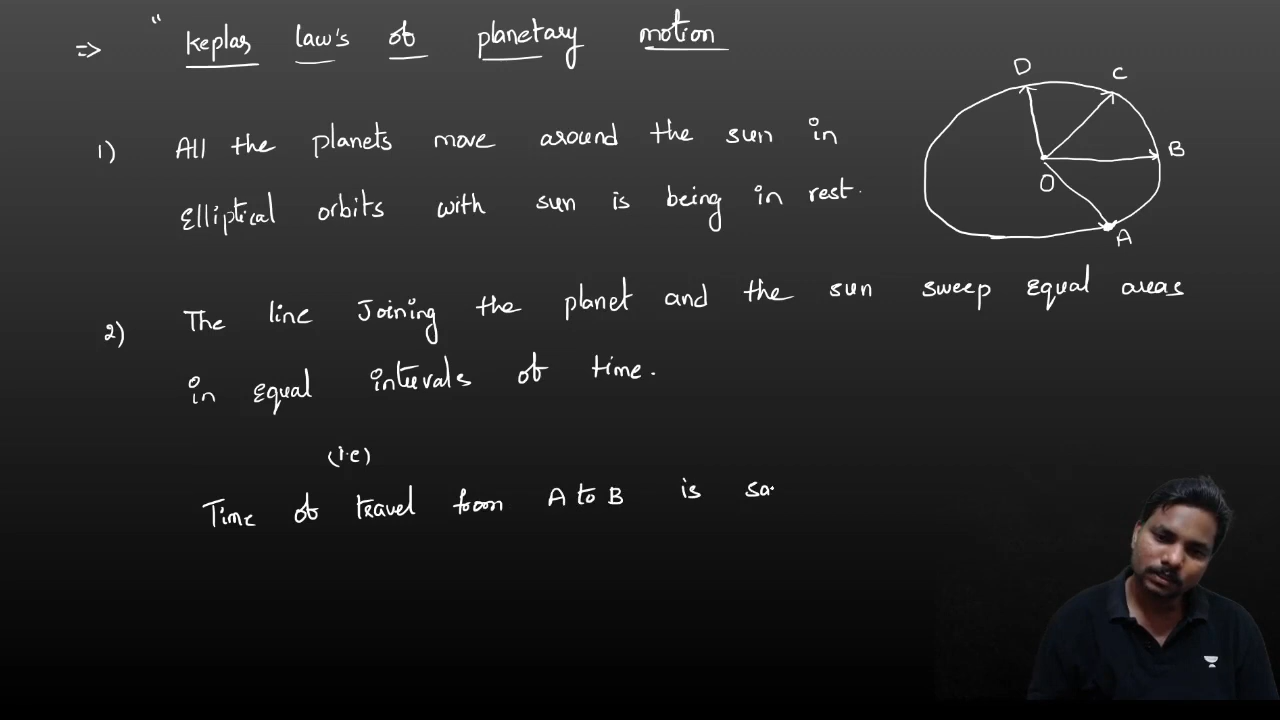 => " Keplar law's of planetary motion
1) All the planets move around the sun in
Elliptical orbits with sun is being in rest.
D
C
B
O
A
2) The line Joining the planet and the sun sweep Equal areas
in Equal intervals of time.
(i.e)
Time of travel from A to B is sa